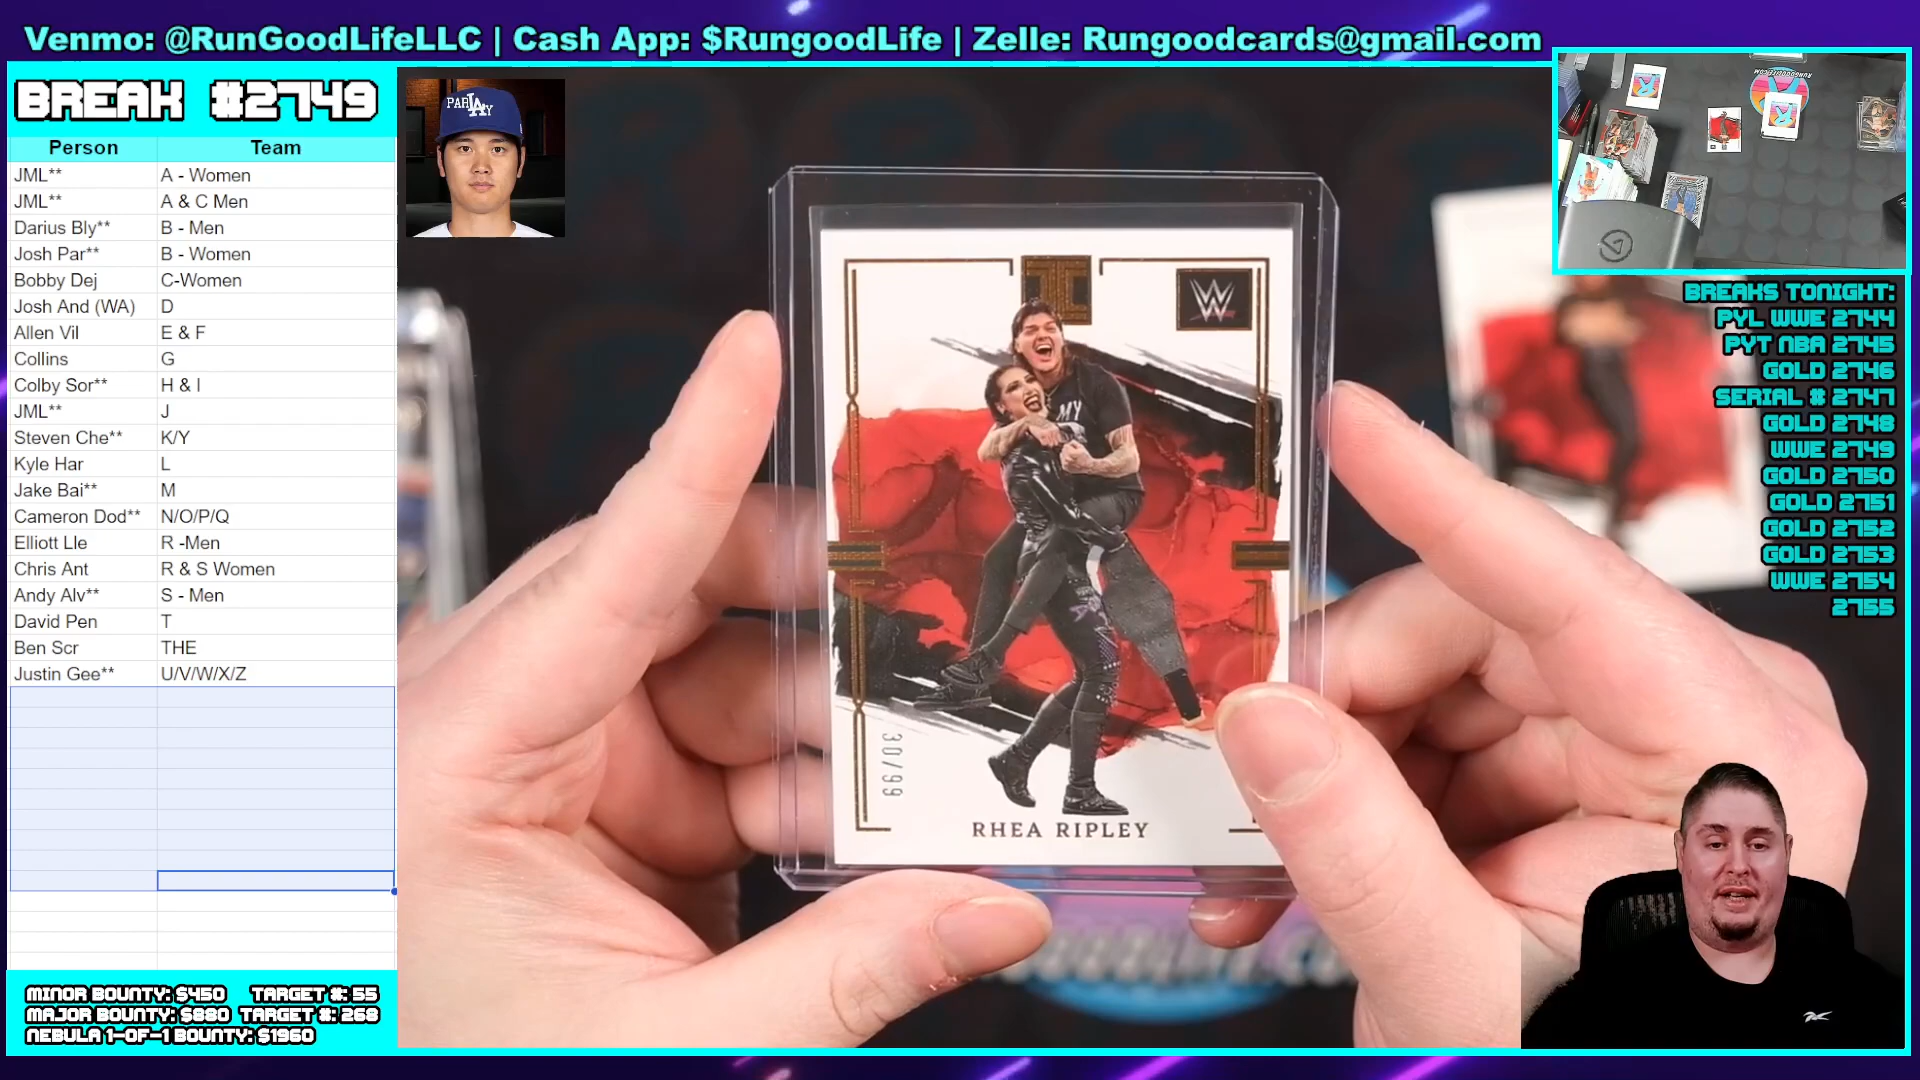 Venmo: @RunGoodLifeLLC | Cash App: $RungoodLife | Zelle: Rungoodcards@gmail.com
BREAK #2749
Person Team
JML** A - Women
JML** A & C Men
Darius Bly** B - Men
Josh Par** B - Women
Bobby Dej C-Women
Josh And (WA) D
Allen Vil E & F
Collins G
Colby Sor** H & I
JML** J
Steven Che** K/Y
Kyle Har L
Jake Bai** M
Cameron Dod** N/O/P/Q
Elliott Lle R -Men
Chris Ant R & S Women
Andy Alv** S - Men
David Pen T
Ben Scr THE
Justin Gee** U/V/W/X/Z
MINOR BOUNTY: $450 TARGET #: 55
MAJOR BOUNTY: $880 TARGET #: 268
NEBULA 1-OF-1 BOUNTY: $1960
PARLAY
W
MY
30/99
RHEA RIPLEY
RUNGOODLIFE.COM
BREAKS TONIGHT:
PYL WWE 2744
PYT NBA 2745
GOLD 2746
SERIAL # 2747
GOLD 2748
WWE 2749
GOLD 2750
GOLD 2751
GOLD 2752
GOLD 2753
WWE 2754
2755